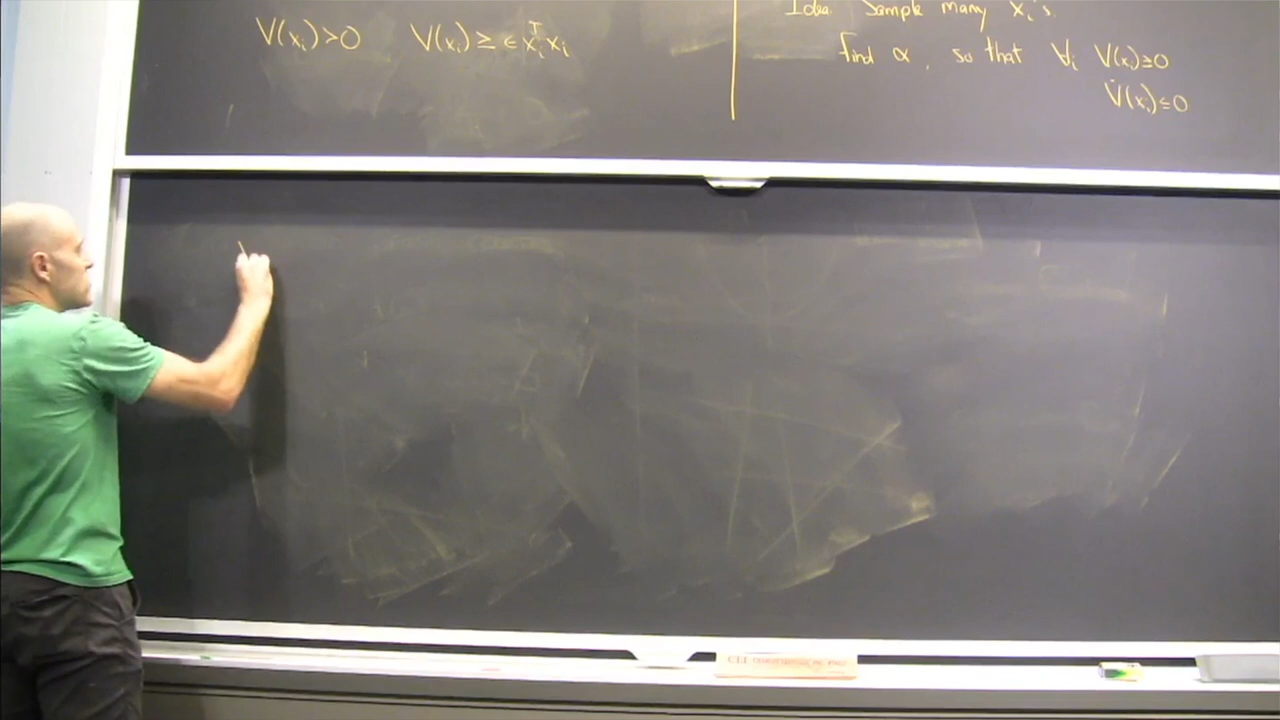 V(xᵢ)>0 V(xᵢ)≥ ϵ xᵢᵀxᵢ
Idea. Sample many xᵢ's.
find α, so that ∀ᵢ V(xᵢ)≥0
V̇(xᵢ)≤0